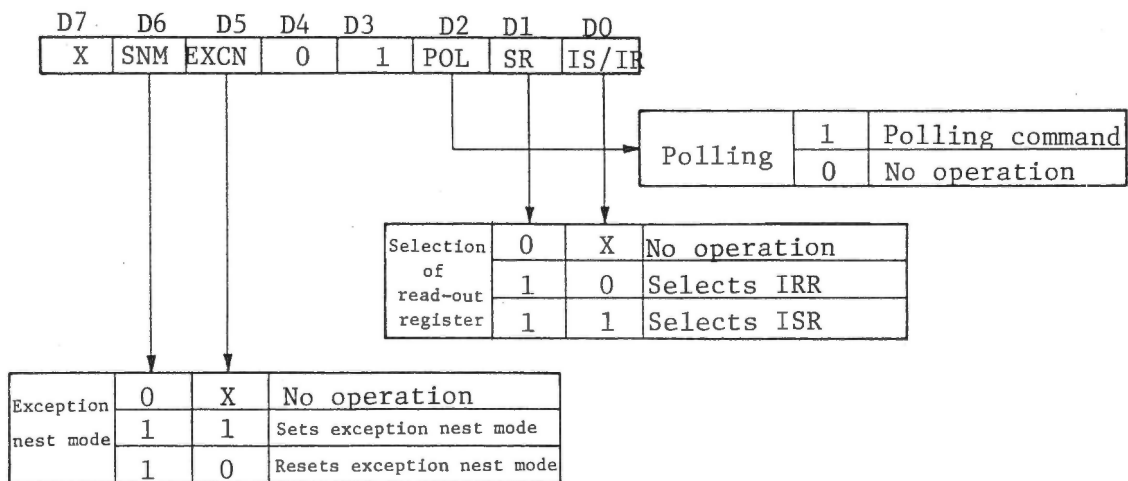 D7 D6 D5 D4 D3 D2 D1 D0
X SNM EXCN 0 1 POL SR IS/IR
Polling
1 Polling command
0 No operation
Selection
of
read-out
register
0 X No operation
1 0 Selects IRR
1 1 Selects ISR
Exception
nest mode
0 X No operation
1 1 Sets exception nest mode
1 0 Resets exception nest mode